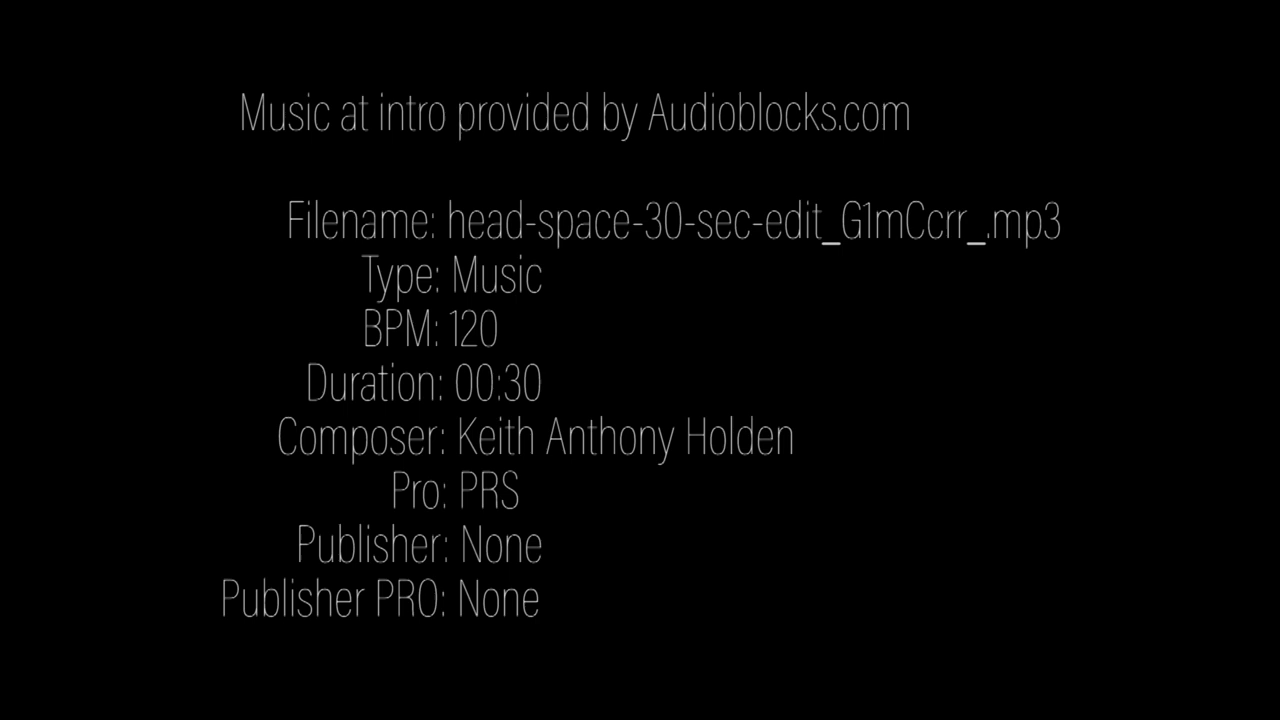 Music at intro provided by Audioblocks.com
Filename: head-space-30-sec-edit_G1mCcrr_.mp3
Type: Music
BPM: 120
Duration: 00:30
Composer: Keith Anthony Holden
Pro: PRS
Publisher: None
Publisher PRO: None